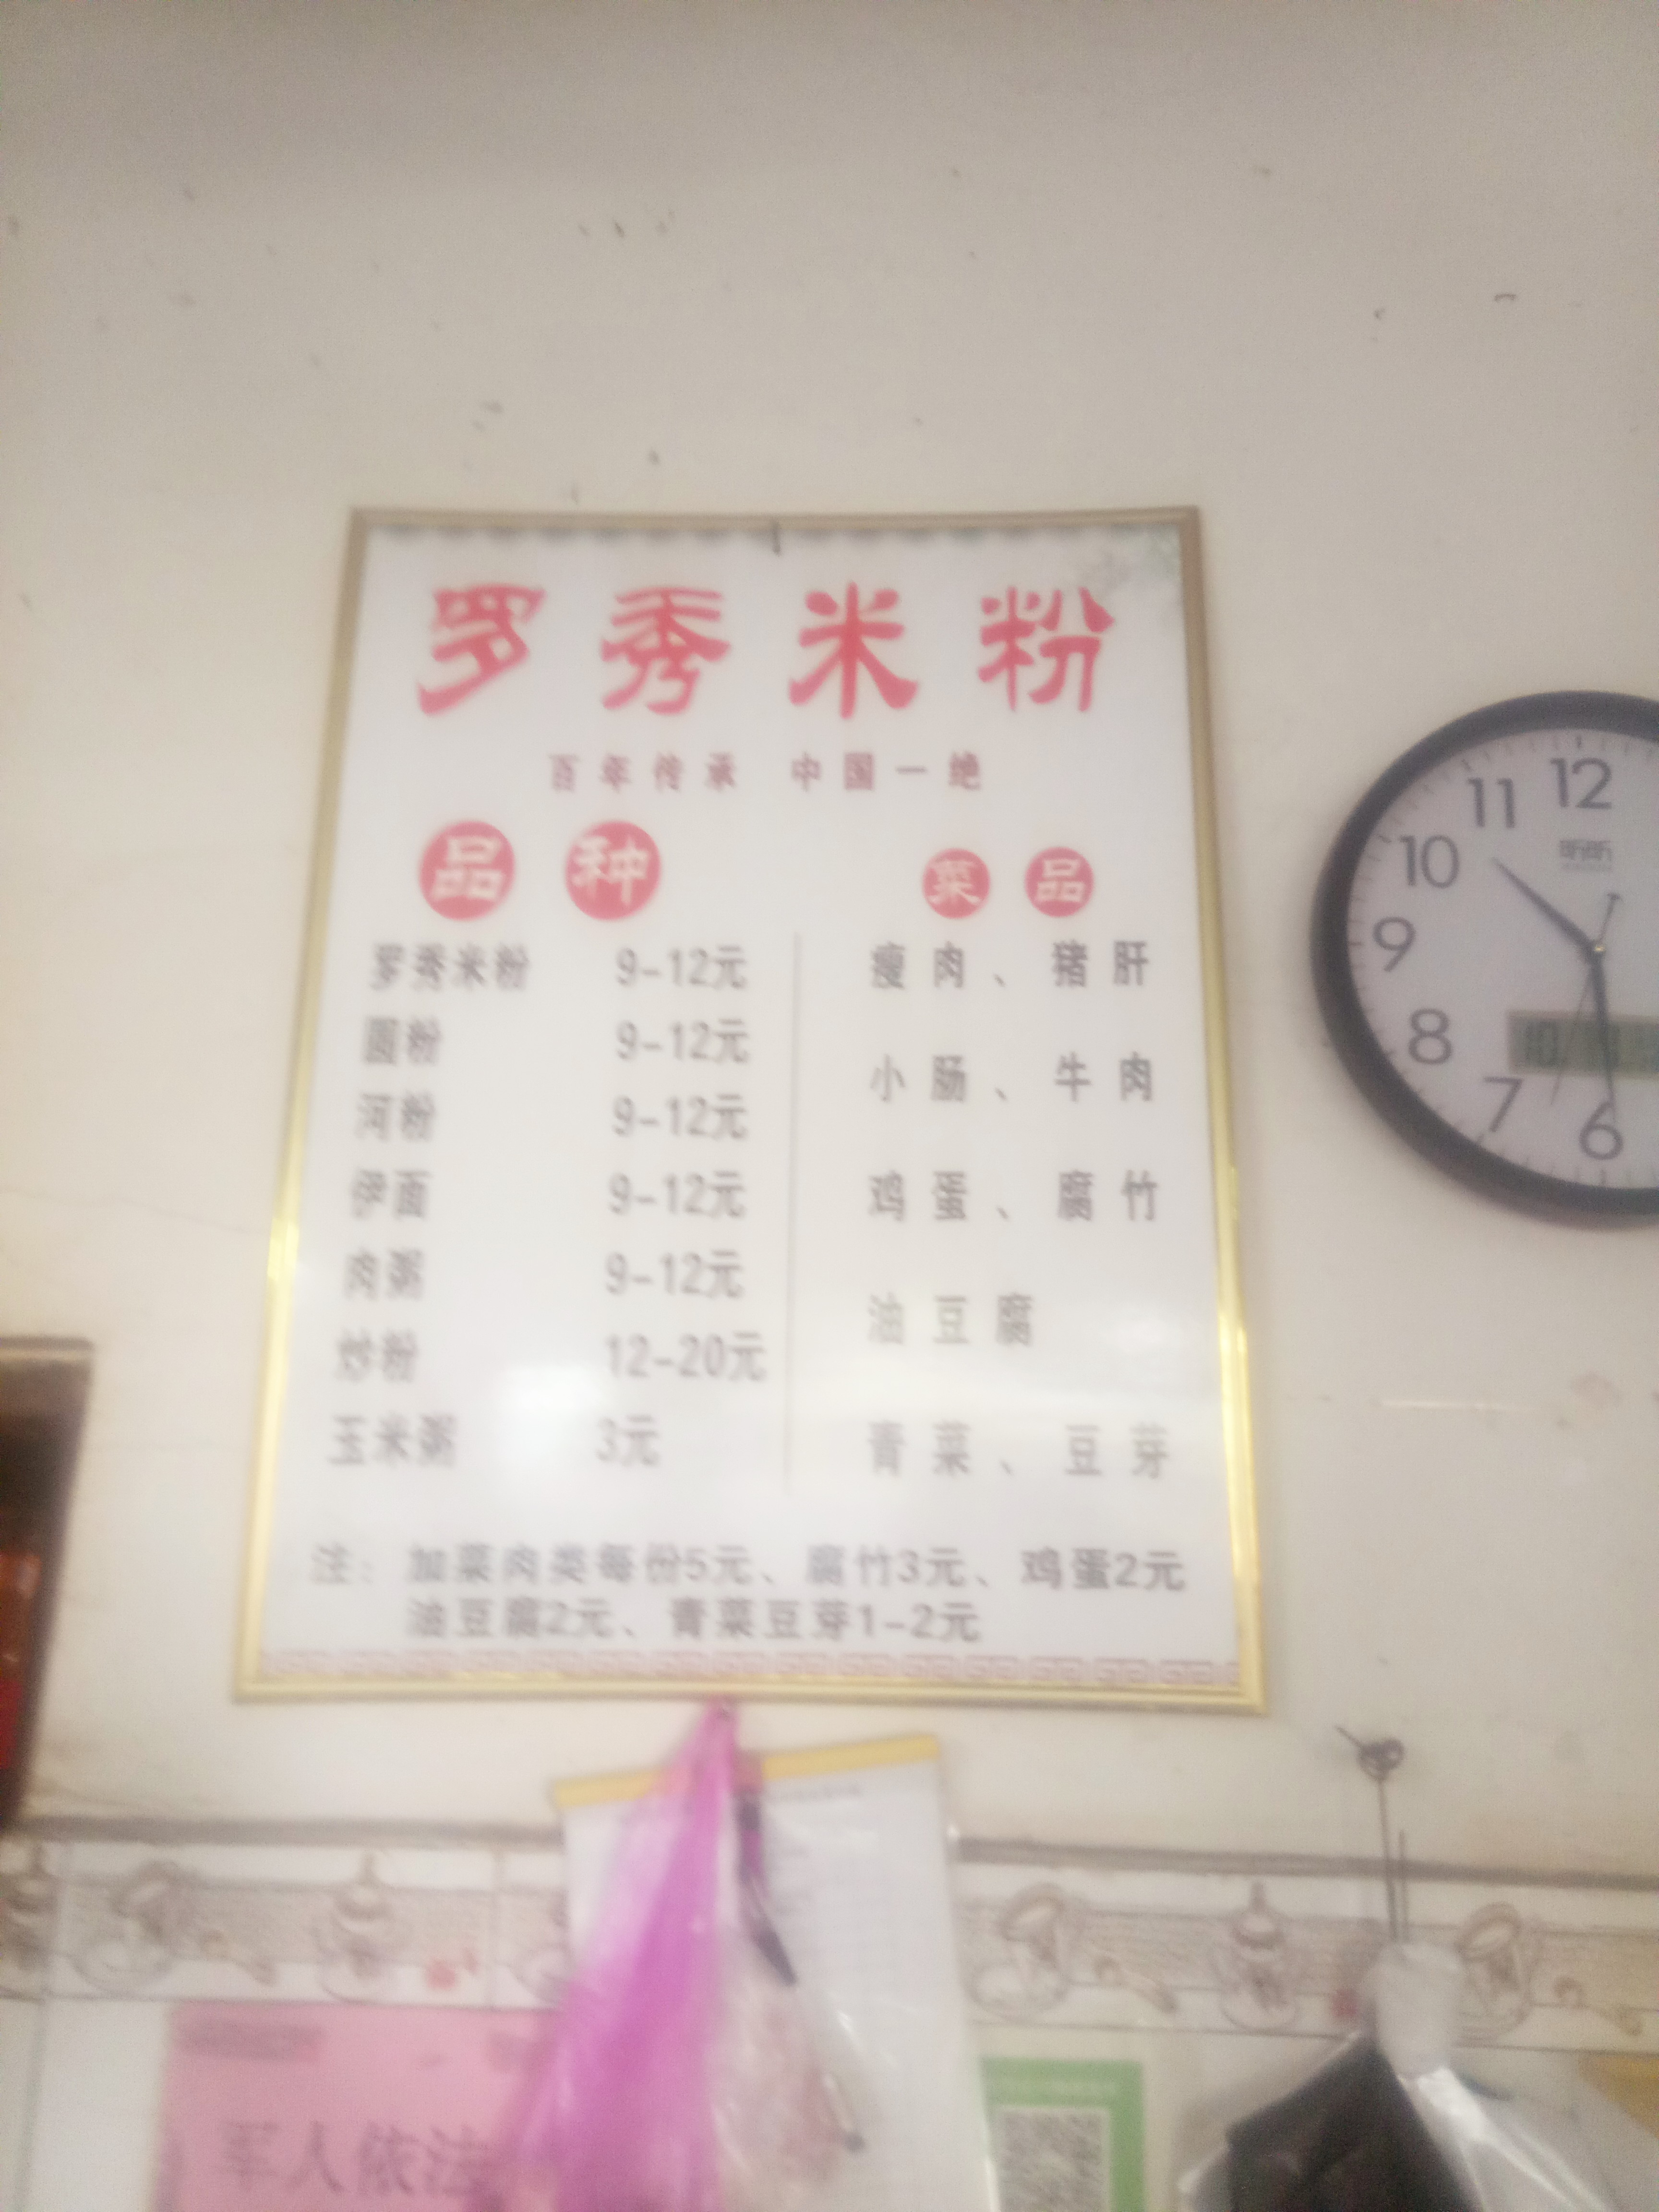 罗秀米粉
百年传承 中国一绝
品种
罗秀米粉 9-12元
圆粉 9-12元
河粉 9-12元
伊面 9-12元
肉粥 9-12元
炒粉 12-20元
玉米粥 3元
菜品
瘦肉、猪肝
小肠、牛肉
鸡蛋、腐竹
油豆腐
青菜、豆芽
注：加菜肉类每份5元、腐竹3元、鸡蛋2元
油豆腐2元、青菜豆芽1-2元
12
11
10
9
8
7
6
军人依法